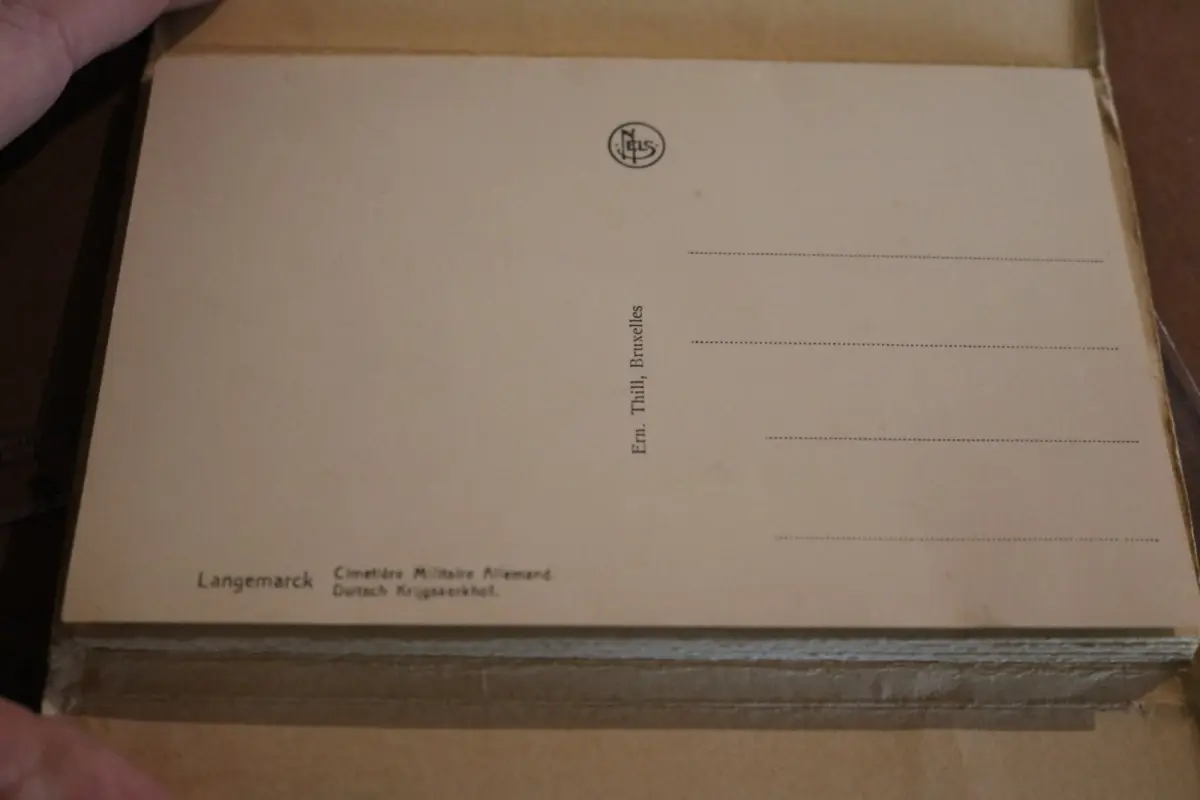 NELS
Ern. Thill, Bruxelles
Langemarck
Cimetière Militaire Allemand.
Duitsch Krijgskerkhof.